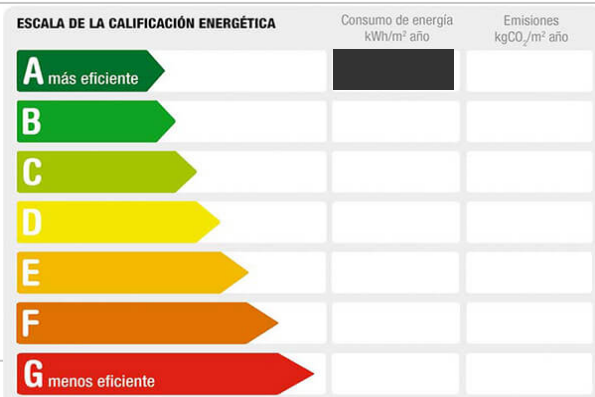 ESCALA DE LA CALIFICACIÓN ENERGÉTICA
Consumo de energía
kWh/m² año
Emisiones
kgCO₂/m² año
A más eficiente
B
C
D
E
F
G menos eficiente